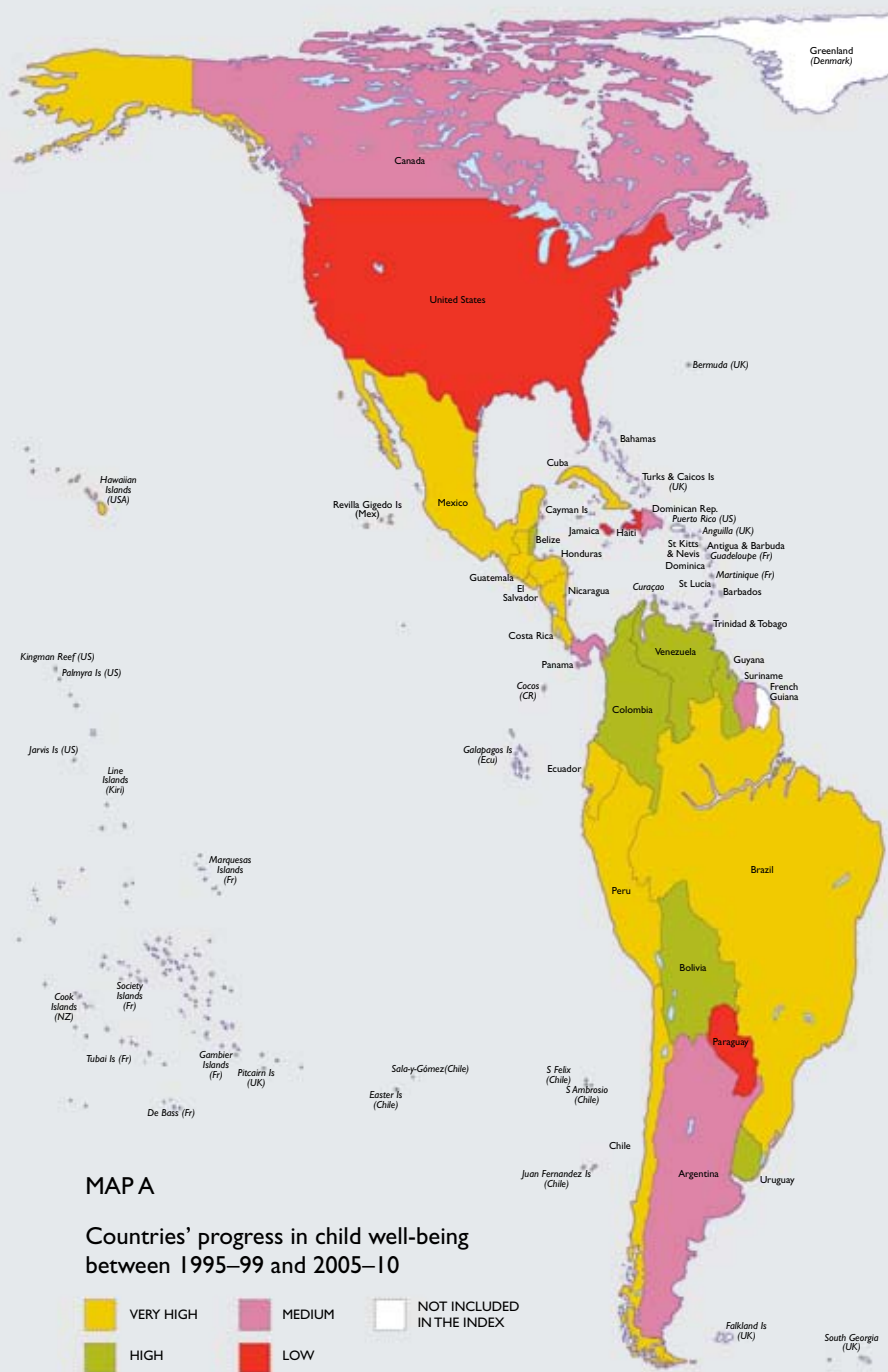 Greenland
(Denmark)
Canada
United States
Bermuda (UK)
Bahamas
Cuba
Turks & Caicos Is
(UK)
Hawaiian
Islands
(USA)
Revilla Gigedo Is
(Mex)
Mexico
Cayman Is
Dominican Rep.
Puerto Rico (US)
Anguilla (UK)
Jamaica
Haiti
Belize
St Kitts
& Nevis
Antigua & Barbuda
Guadeloupe (Fr)
Honduras
Dominica
Martinique (Fr)
Guatemala
El
Salvador
Nicaragua
Curaçao
St Lucia
Barbados
Costa Rica
Trinidad & Tobago
Kingman Reef (US)
Palmyra Is (US)
Panama
Venezuela
Guyana
Suriname
French
Guiana
Cocos
(CR)
Colombia
Jarvis Is (US)
Galapagos Is
(Ecu)
Ecuador
Line
Islands
(Kiri)
Marquesas
Islands
(Fr)
Peru
Brazil
Bolivia
Cook
Islands
(NZ)
Society
Islands
(Fr)
Paraguay
Tubai Is (Fr)
Gambier
Islands
(Fr)
Pitcairn Is
(UK)
Sala-y-Gómez(Chile)
Easter Is
(Chile)
S Felix
(Chile)
S Ambrosio
(Chile)
De Bass (Fr)
Chile
Juan Fernandez Is
(Chile)
Argentina
Uruguay
MAP A
Countries’ progress in child well-being
between 1995–99 and 2005–10
VERY HIGH
MEDIUM
NOT INCLUDED
IN THE INDEX
HIGH
LOW
Falkland Is
(UK)
South Georgia
(UK)